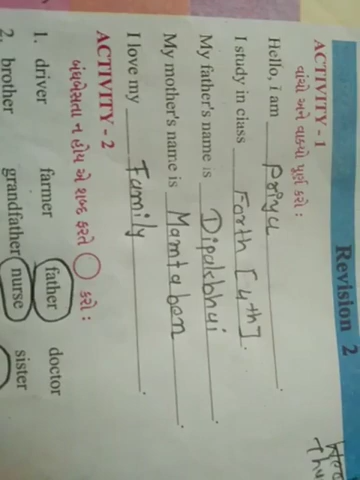 Revision 2
ACTIVITY - 1
વાંચો અને વાક્યો પૂર્ણ કરો :
Hello, I am Priya.
I study in class Forth [4th].
My father's name is Dipakbhai.
My mother's name is Mamtaben.
I love my Family.
ACTIVITY - 2
બંધબેસતા ન હોય એ શબ્દ ફરતે ◯ કરો :
1. driver farmer father doctor
2. brother grandfather nurse sister